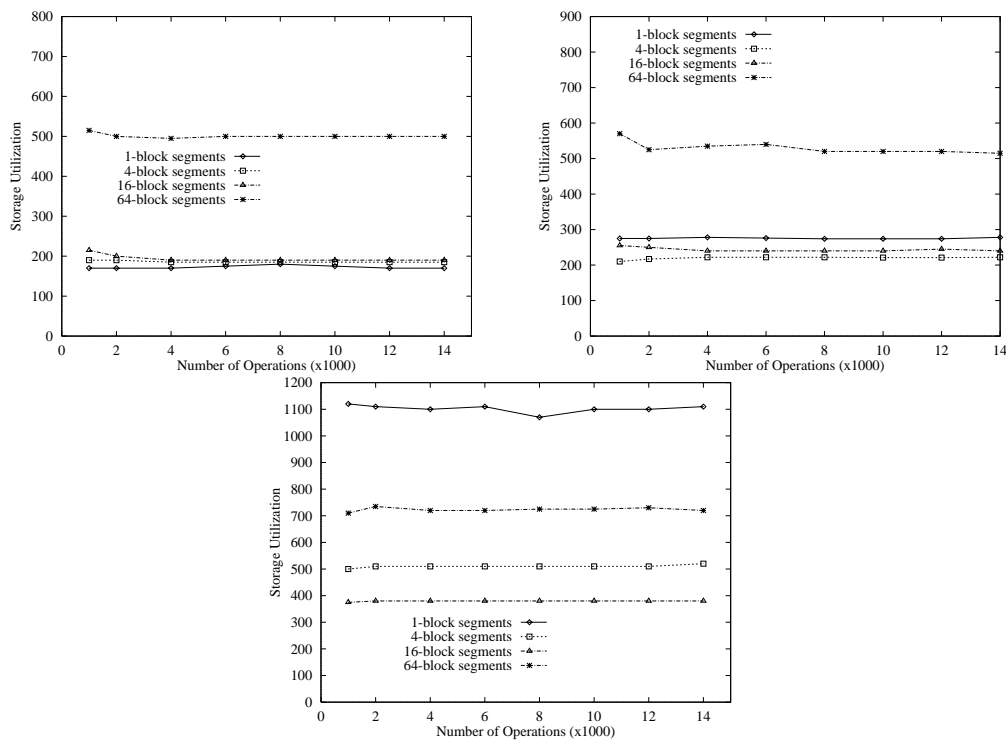 800
700
600
500
400
300
200
100
0
0 2 4 6 8 10 12 14
Storage Utilization
Number of Operations (x1000)
1-block segments
4-block segments
16-block segments
64-block segments
900
800
700
600
500
400
300
200
100
0
0 2 4 6 8 10 12 14
Storage Utilization
Number of Operations (x1000)
1-block segments
4-block segments
16-block segments
64-block segments
1200
1100
1000
900
800
700
600
500
400
300
200
100
0
0 2 4 6 8 10 12 14
Storage Utilization
Number of Operations (x1000)
1-block segments
4-block segments
16-block segments
64-block segments